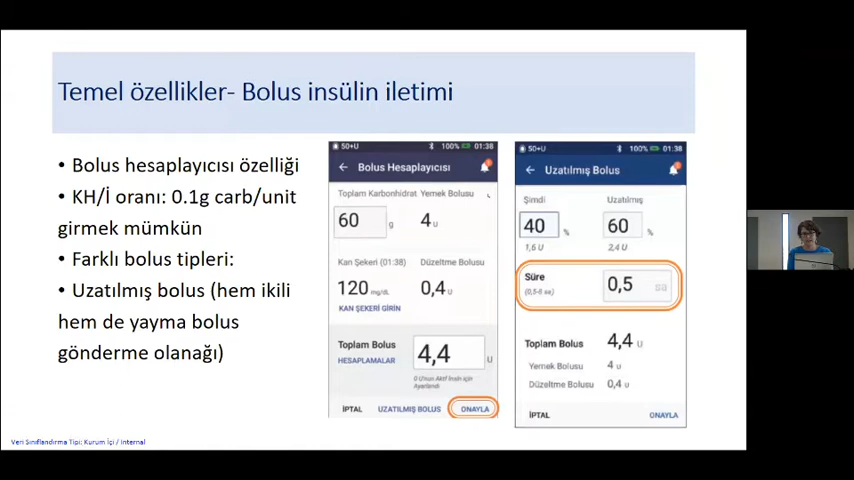 Temel özellikler- Bolus insülin iletimi
• Bolus hesaplayıcısı özelliği
• KH/İ oranı: 0.1g carb/unit
girmek mümkün
• Farklı bolus tipleri:
• Uzatılmış bolus (hem ikili
hem de yayma bolus
gönderme olanağı)
50+U 100% 01:38
Bolus Hesaplayıcısı
Toplam Karbonhidrat Yemek Bolusu
60 g 4 U
Kan Şekeri (01:38) Düzeltme Bolusu
120 mg/dL 0,4 U
KAN ŞEKERİ GİRİN
Toplam Bolus
HESAPLAMALAR
4,4 U
Ayarlandı
İPTAL UZATILMIŞ BOLUS ONAYLA
50+U 100% 01:38
Uzatılmış Bolus
Şimdi Uzatılmış
40 % 60 %
1,6 U 2,4 U
Süre
(0,5-8 sa)
0,5 sa
Toplam Bolus 4,4 U
Yemek Bolusu 4 U
Düzeltme Bolusu 0,4 U
İPTAL ONAYLA
Veri Sınıflandırma Tipi: Kurum İçi / Internal